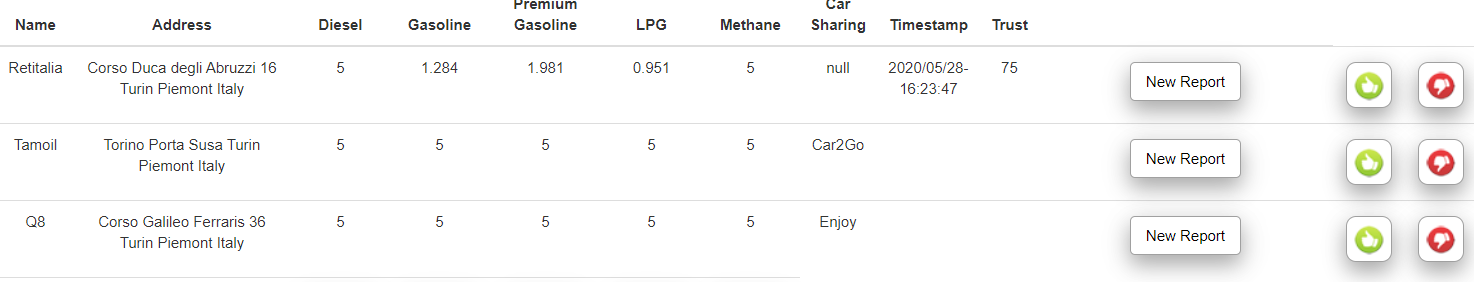 Premium
Car
Name Address Diesel Gasoline Gasoline LPG Methane Sharing Timestamp Trust
Retitalia Corso Duca degli Abruzzi 16 5 1.284 1.981 0.951 5 null 2020/05/28- 75
Turin Piemont Italy 16:23:47
New Report
Tamoil Torino Porta Susa Turin 5 5 5 5 5 Car2Go
Piemont Italy
New Report
Q8 Corso Galileo Ferraris 36 5 5 5 5 5 Enjoy
Turin Piemont Italy
New Report